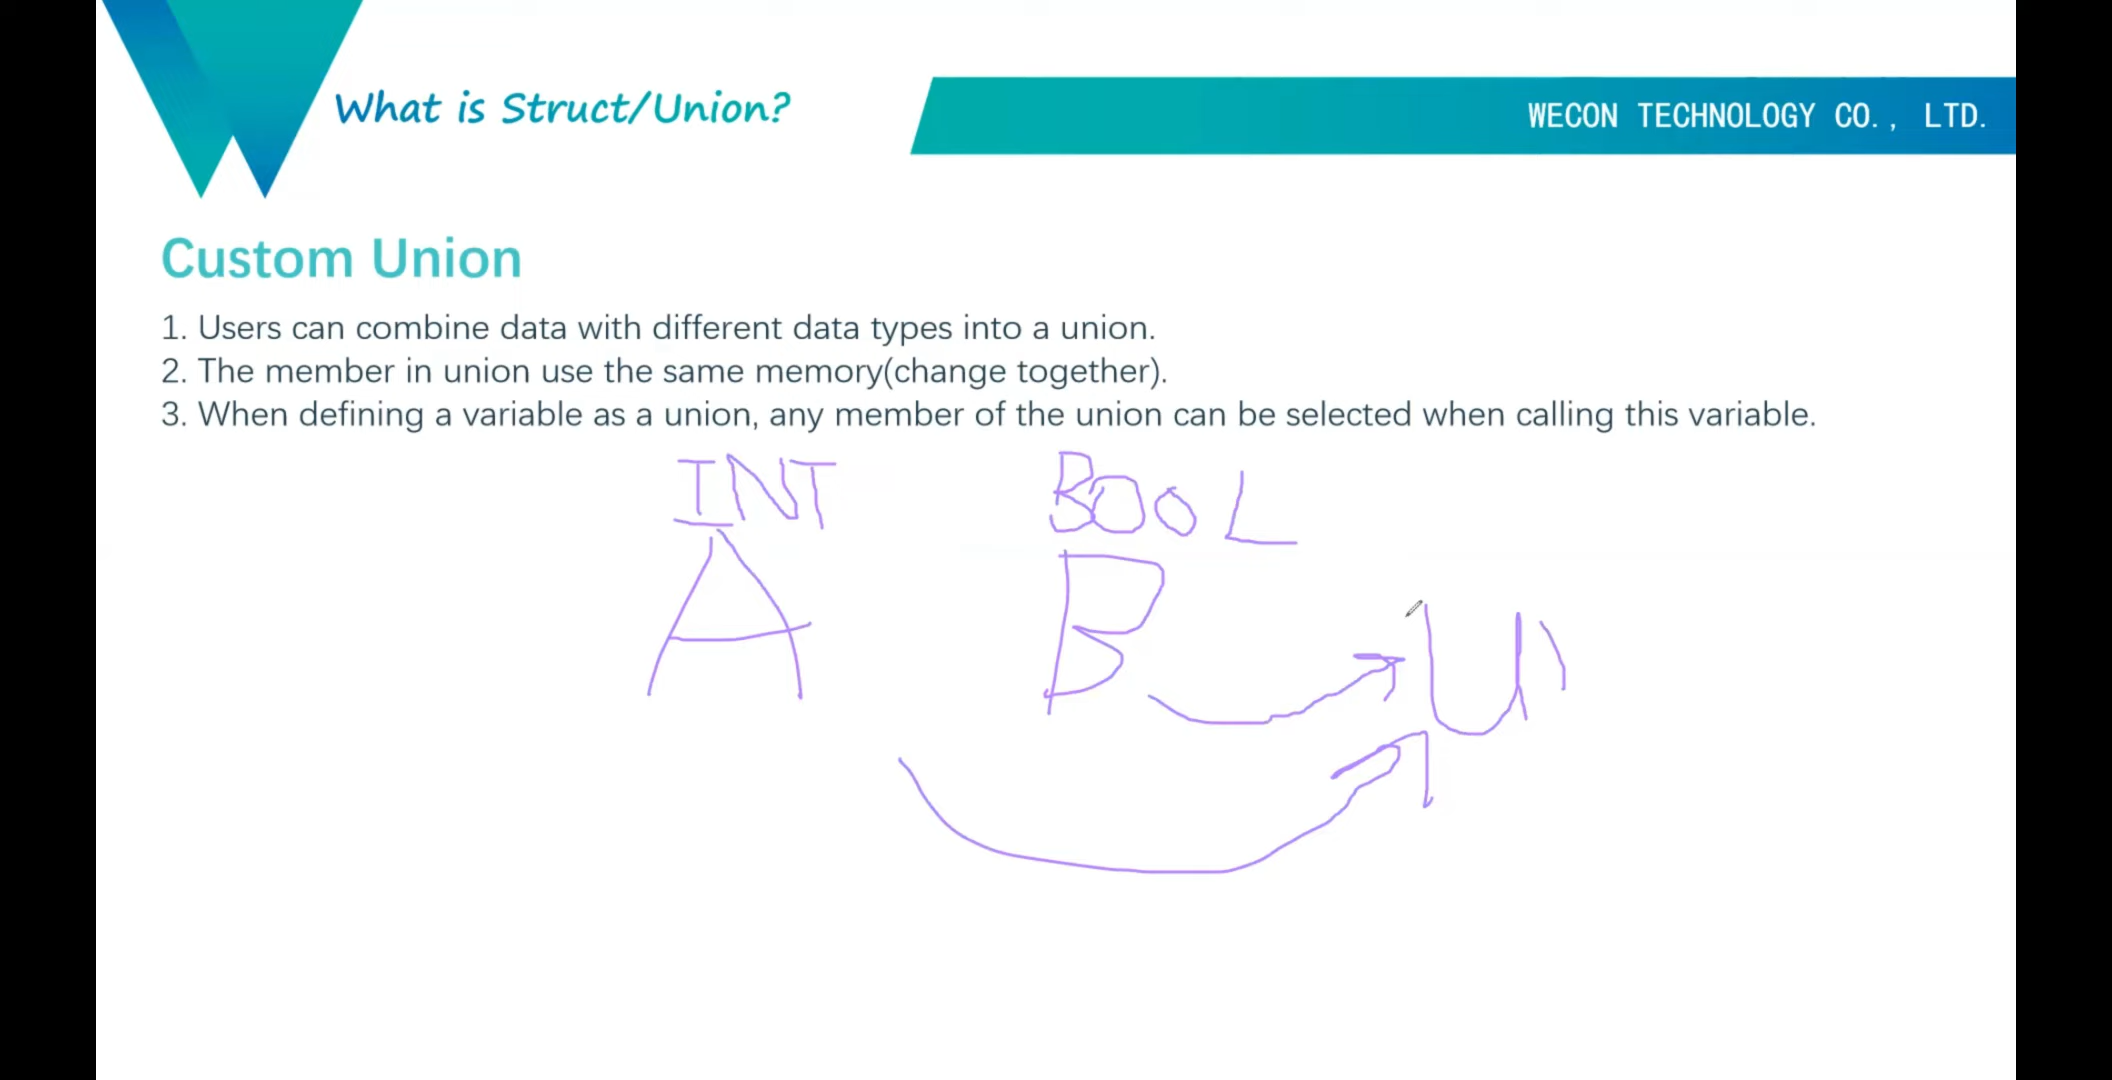 What is Struct/Union?
WECON TECHNOLOGY CO., LTD.
Custom Union
1. Users can combine data with different data types into a union.
2. The member in union use the same memory(change together).
3. When defining a variable as a union, any member of the union can be selected when calling this variable.
INT BOOL
A B U